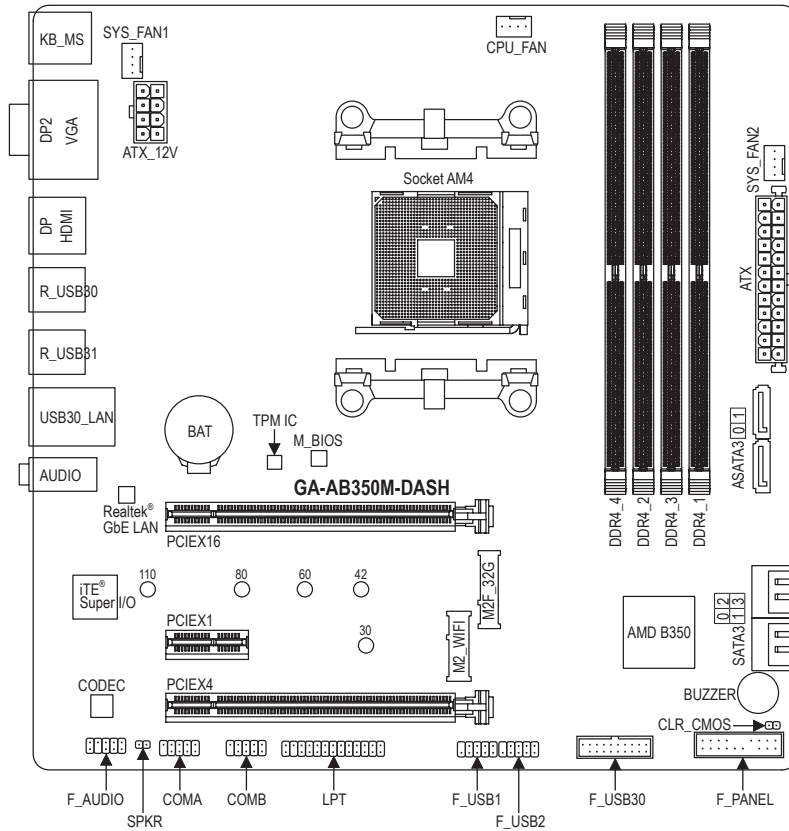 KB_MS
SYS_FAN1
CPU_FAN
DP2
VGA
ATX_12V
Socket AM4
SYS_FAN2
DP
HDMI
ATX
R_USB30
R_USB31
USB30_LAN
BAT
TPM IC
M_BIOS
ASATA3 0 1
AUDIO
GA-AB350M-DASH
Realtek®
GbE LAN
PCIEX16
DDR4_4
DDR4_2
DDR4_3
DDR4_1
iTE®
Super I/O
110
80
60
42
M2F_32G
30
PCIEX1
M2_WIFI
AMD B350
SATA3
0 2
1 3
CODEC
PCIEX4
BUZZER
CLR_CMOS
F_AUDIO
SPKR
COMA
COMB
LPT
F_USB1
F_USB2
F_USB30
F_PANEL